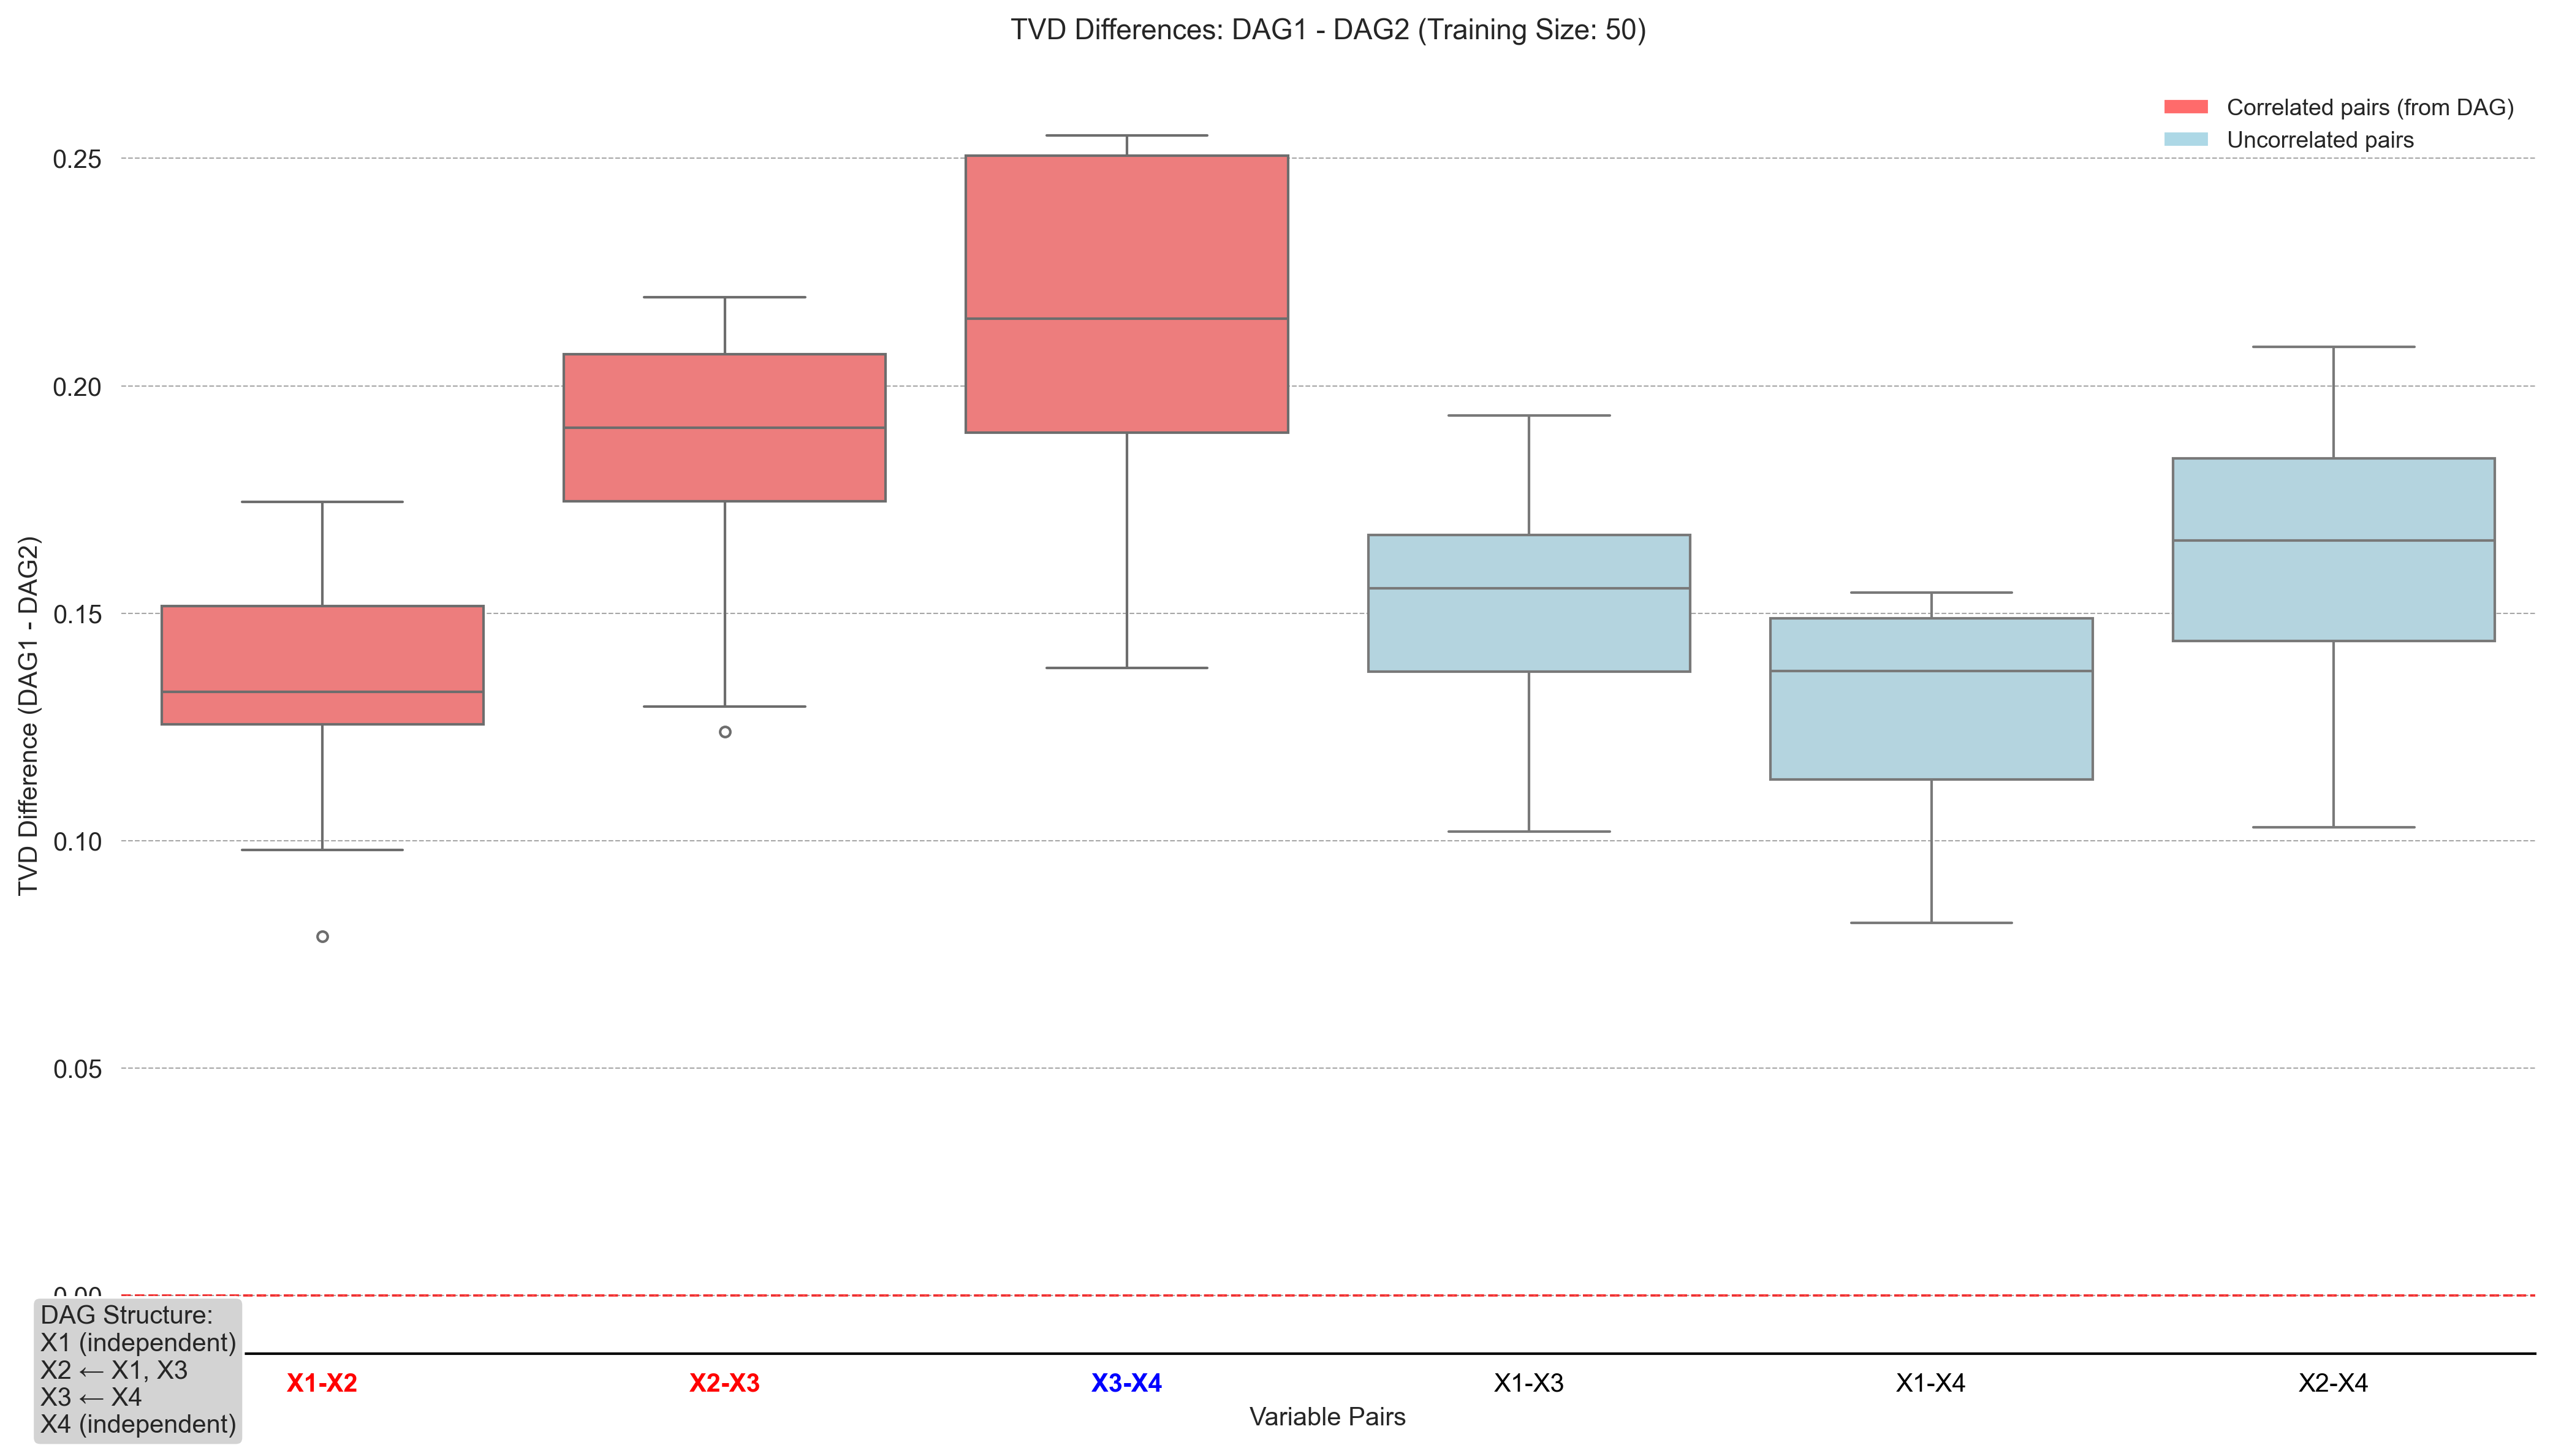 TVD Differences: DAG1 - DAG2 (Training Size: 50)
Correlated pairs (from DAG)
Uncorrelated pairs
TVD Difference (DAG1 - DAG2)
0.25
0.20
0.15
0.10
0.05
0.00
DAG Structure:
X1 (independent)
X2 ← X1, X3
X3 ← X4
X4 (independent)
X1-X2
X2-X3
X3-X4
X1-X3
X1-X4
X2-X4
Variable Pairs